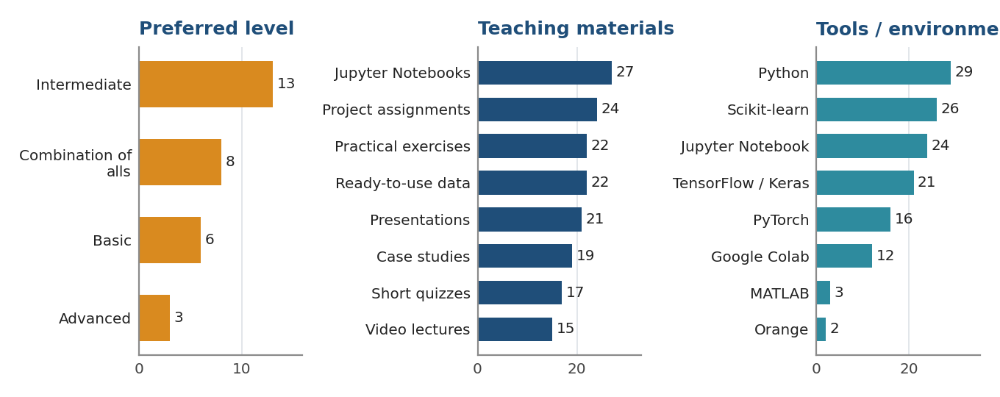 Preferred level
Intermediate 13
Combination of
alls 8
Basic 6
Advanced 3
0 10
Teaching materials
Jupyter Notebooks 27
Project assignments 24
Practical exercises 22
Ready-to-use data 22
Presentations 21
Case studies 19
Short quizzes 17
Video lectures 15
0 20
Tools / environme
Python 29
Scikit-learn 26
Jupyter Notebook 24
TensorFlow / Keras 21
PyTorch 16
Google Colab 12
MATLAB 3
Orange 2
0 20